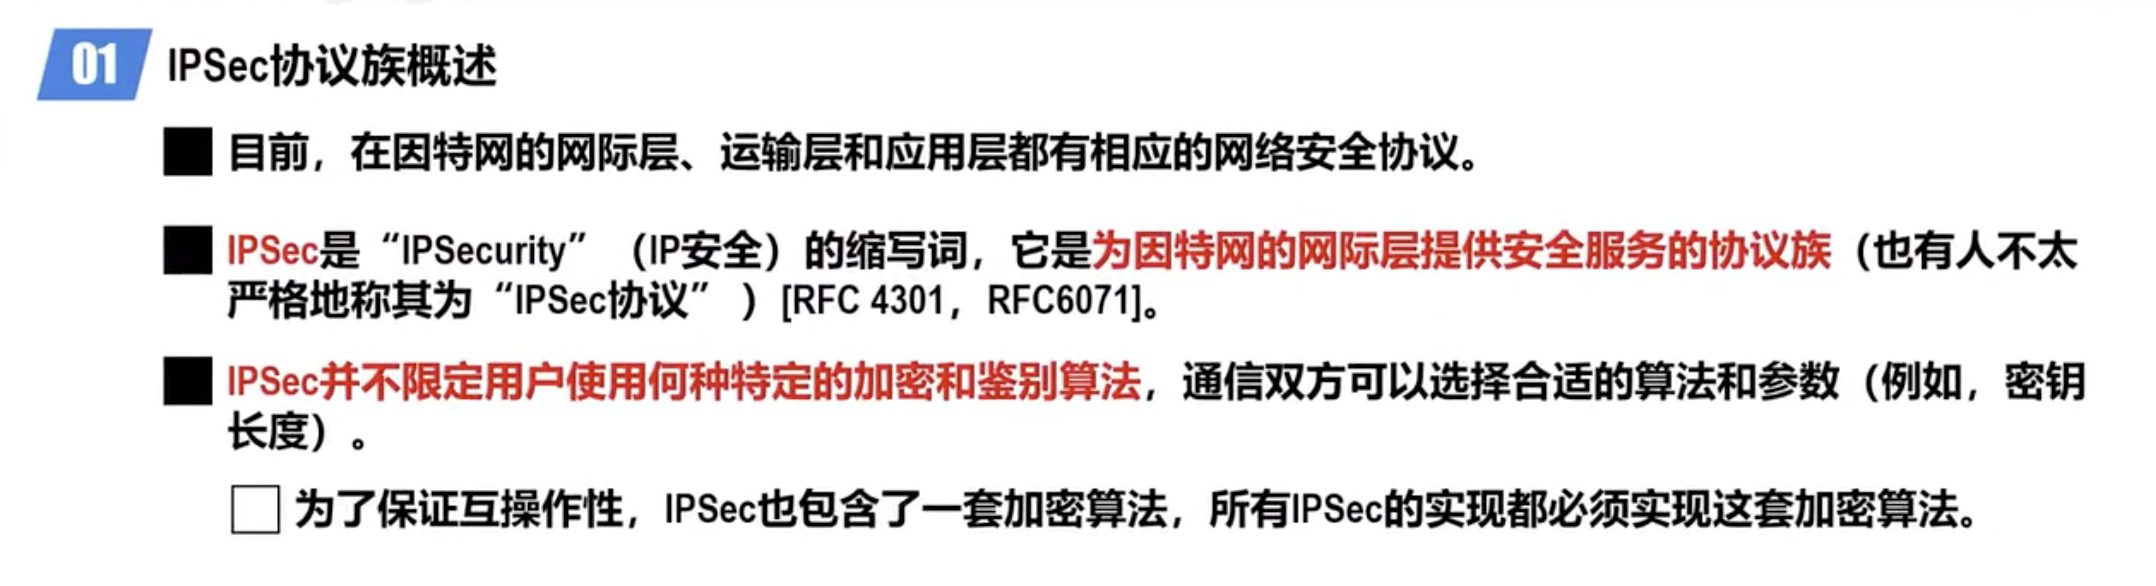 01 IPSec协议族概述
目前，在因特网的网际层、运输层和应用层都有相应的网络安全协议。
IPSec是“IPSecurity”（IP安全）的缩写词，它是为因特网的网际层提供安全服务的协议族（也有人不太
严格地称其为“IPSec协议”）[RFC 4301，RFC6071]。
IPSec并不限定用户使用何种特定的加密和鉴别算法，通信双方可以选择合适的算法和参数（例如，密钥
长度）。
为了保证互操作性，IPSec也包含了一套加密算法，所有IPSec的实现都必须实现这套加密算法。